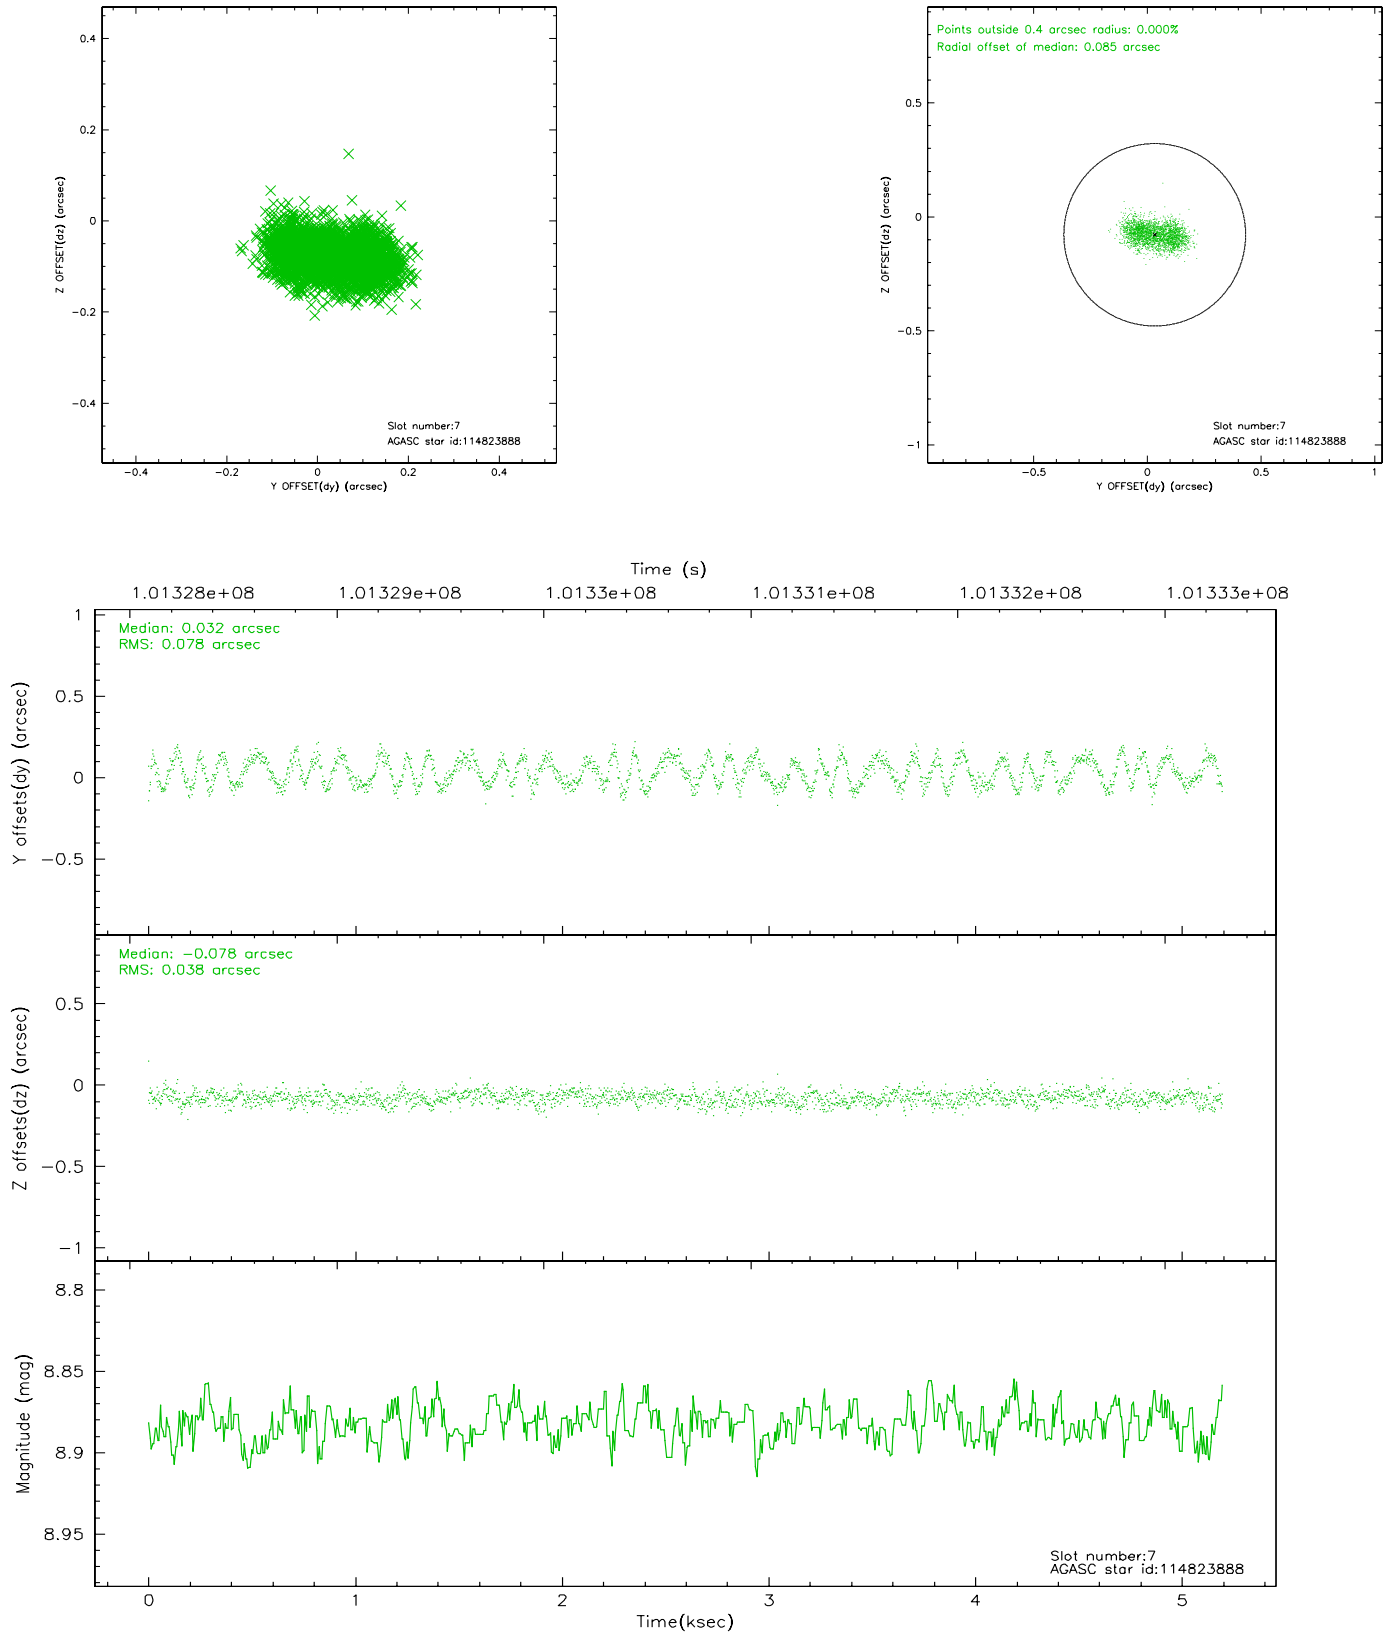 0.4
0.2
0
−0.2
−0.4
−0.4
−0.2
0
0.2
0.4
Z OFFSET(dz) (arcsec)
Y OFFSET(dy) (arcsec)
Slot number:7
AGASC star id:114823888
Points outside 0.4 arcsec radius: 0.000%
Radial offset of median: 0.085 arcsec
0.5
0
−0.5
−1
−0.5
0
0.5
1
Z OFFSET(dz) (arcsec)
Y OFFSET(dy) (arcsec)
Slot number:7
AGASC star id:114823888
Time (s)
1.01328e+08
1.01329e+08
1.0133e+08
1.01331e+08
1.01332e+08
1.01333e+08
Median: 0.032 arcsec
RMS: 0.078 arcsec
1
0.5
0
−0.5
Y offsets(dy) (arcsec)
Median: −0.078 arcsec
RMS: 0.038 arcsec
0.5
0
−0.5
−1
Z offsets(dz) (arcsec)
8.8
8.85
8.9
8.95
Magnitude (mag)
Slot number:7
AGASC star id:114823888
0
1
2
3
4
5
Time(ksec)